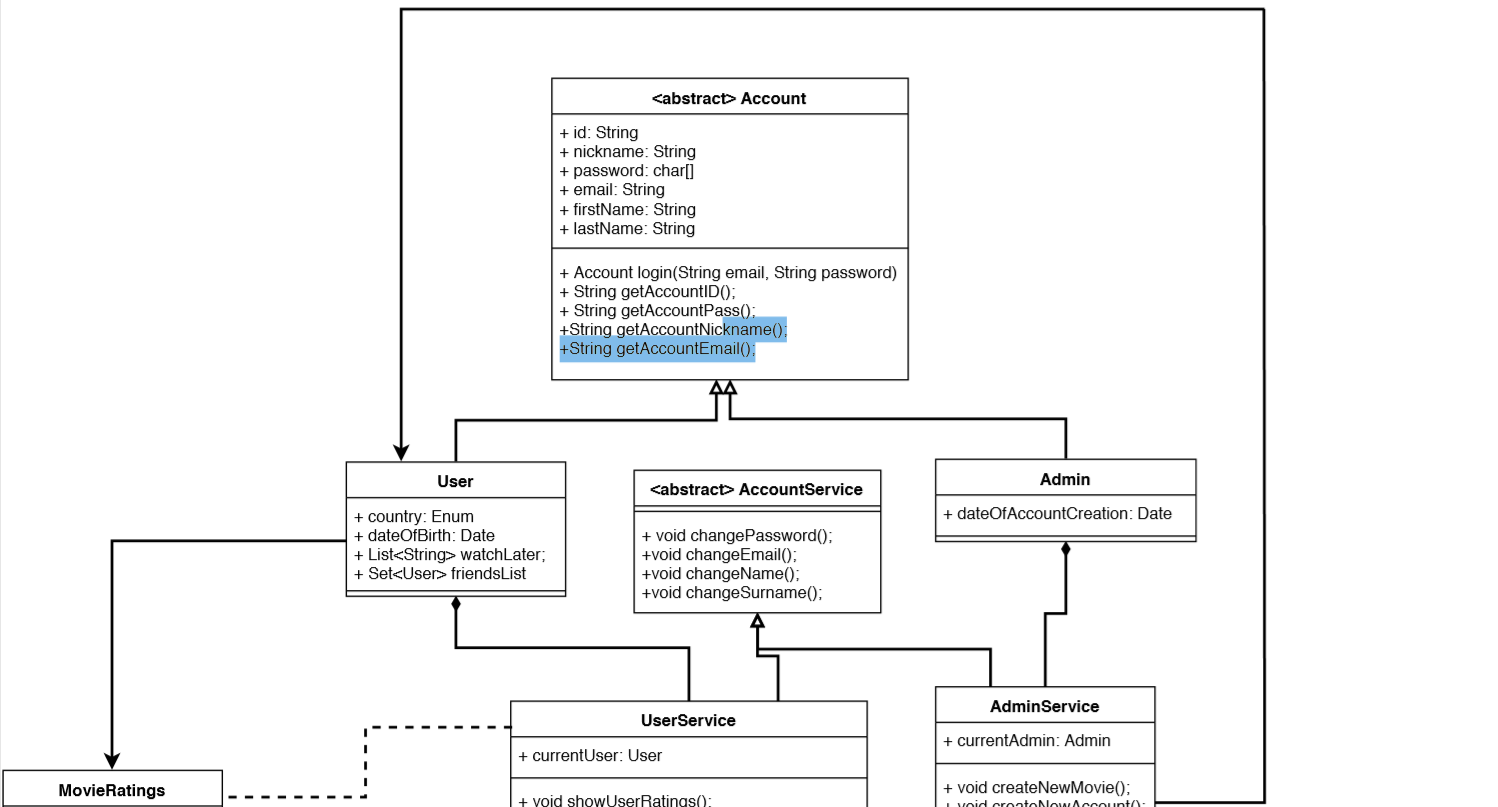 <abstract> Account
+ id: String
+ nickname: String
+ password: char[]
+ email: String
+ firstName: String
+ lastName: String
+ Account login(String email, String password)
+ String getAccountID();
+ String getAccountPass();
+String getAccountNickname();
+String getAccountEmail();
User
+ country: Enum
+ dateOfBirth: Date
+ List<String> watchLater;
+ Set<User> friendsList
<abstract> AccountService
+ void changePassword();
+void changeEmail();
+void changeName();
+void changeSurname();
Admin
+ dateOfAccountCreation: Date
UserService
+ currentUser: User
+ void showUserRatings();
AdminService
+ currentAdmin: Admin
+ void createNewMovie();
+ void createNewAccount();
MovieRatings